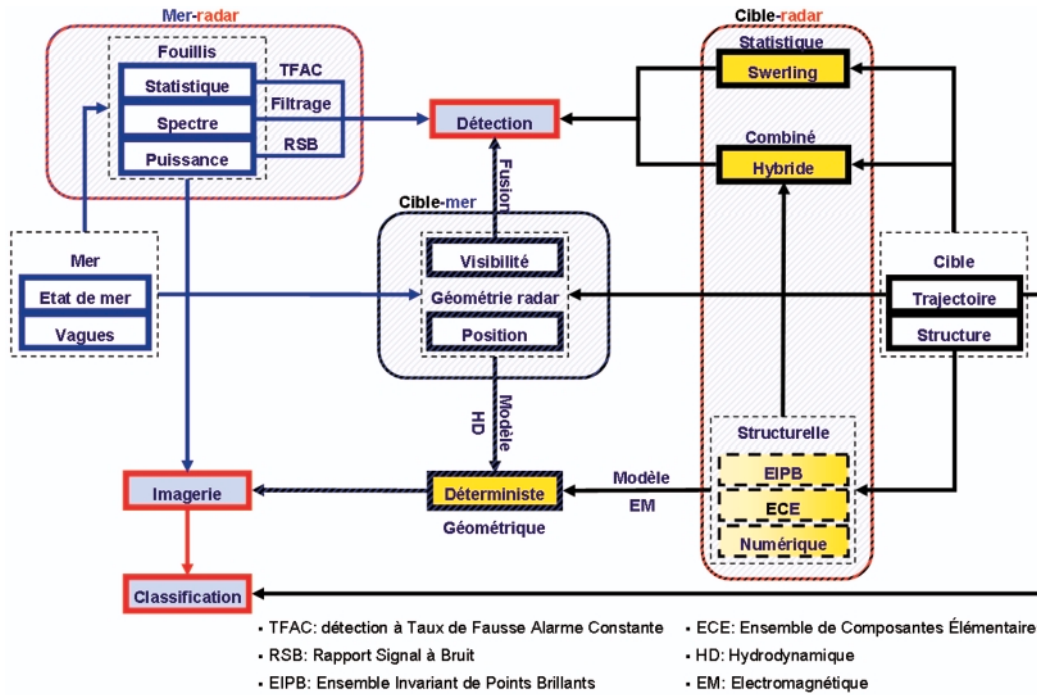 Mer-radar
Fouillis
Statistique
Spectre
Puissance
TFAC
Filtrage
RSB
Détection
Cible-radar
Statistique
Swerling
Combiné
Hybride
Fusion
Cible-mer
Visibilité
Géométrie radar
Position
Mer
Etat de mer
Vagues
Cible
Trajectoire
Structure
Modèle
HD
Structurelle
EIPB
ECE
Numérique
Modèle
EM
Imagerie
Déterministe
Géométrique
Classification
▪ TFAC: détection à Taux de Fausse Alarme Constante
▪ RSB: Rapport Signal à Bruit
▪ EIPB: Ensemble Invariant de Points Brillants
▪ ECE: Ensemble de Composantes Élémentaire
▪ HD: Hydrodynamique
▪ EM: Electromagnétique